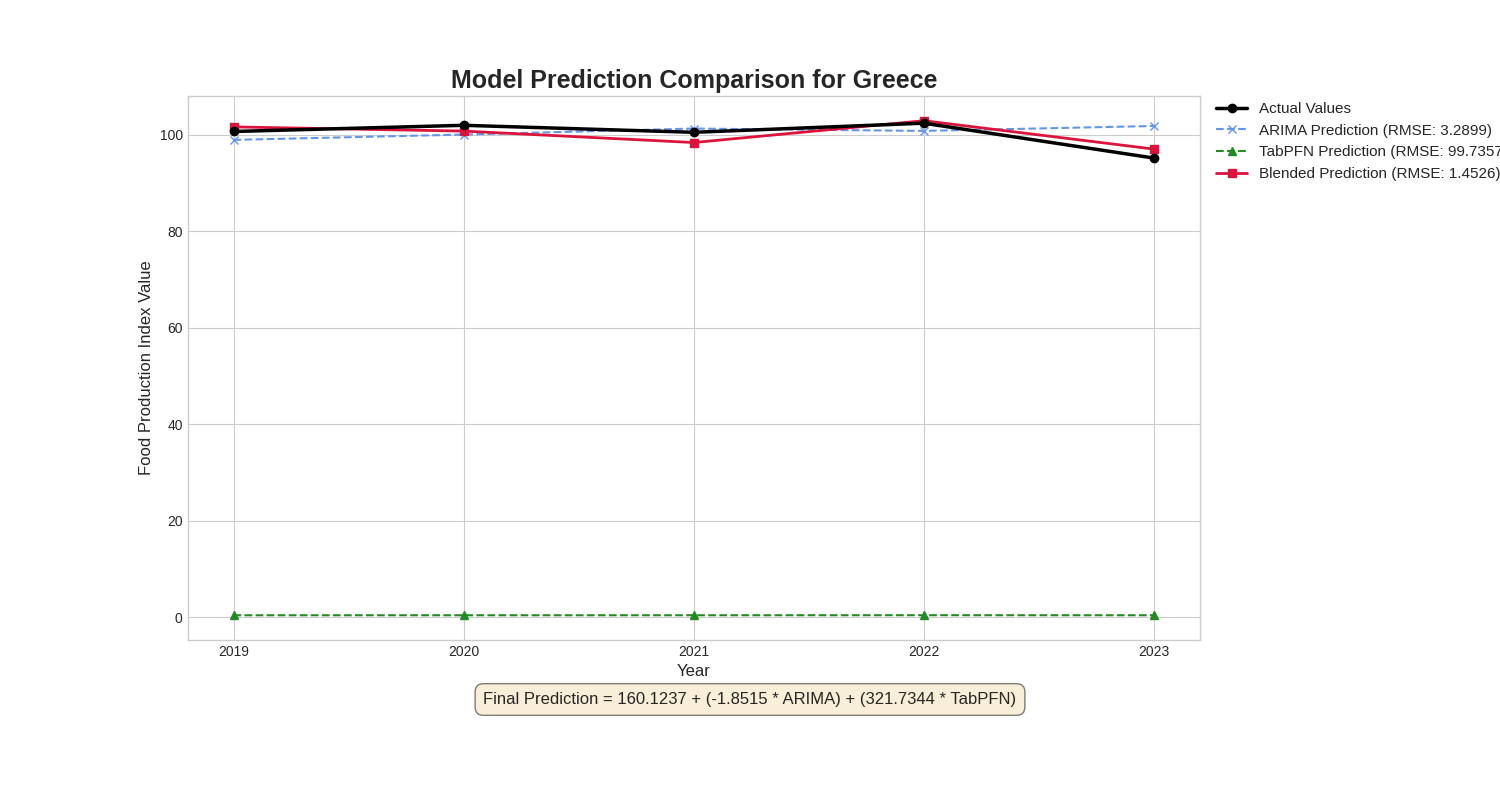 Model Prediction Comparison for Greece
Actual Values
ARIMA Prediction (RMSE: 3.2899)
TabPFN Prediction (RMSE: 99.7357
Blended Prediction (RMSE: 1.4526)
Food Production Index Value
100
80
60
40
20
0
2019 2020 2021 2022 2023
Year
Final Prediction = 160.1237 + (-1.8515 * ARIMA) + (321.7344 * TabPFN)